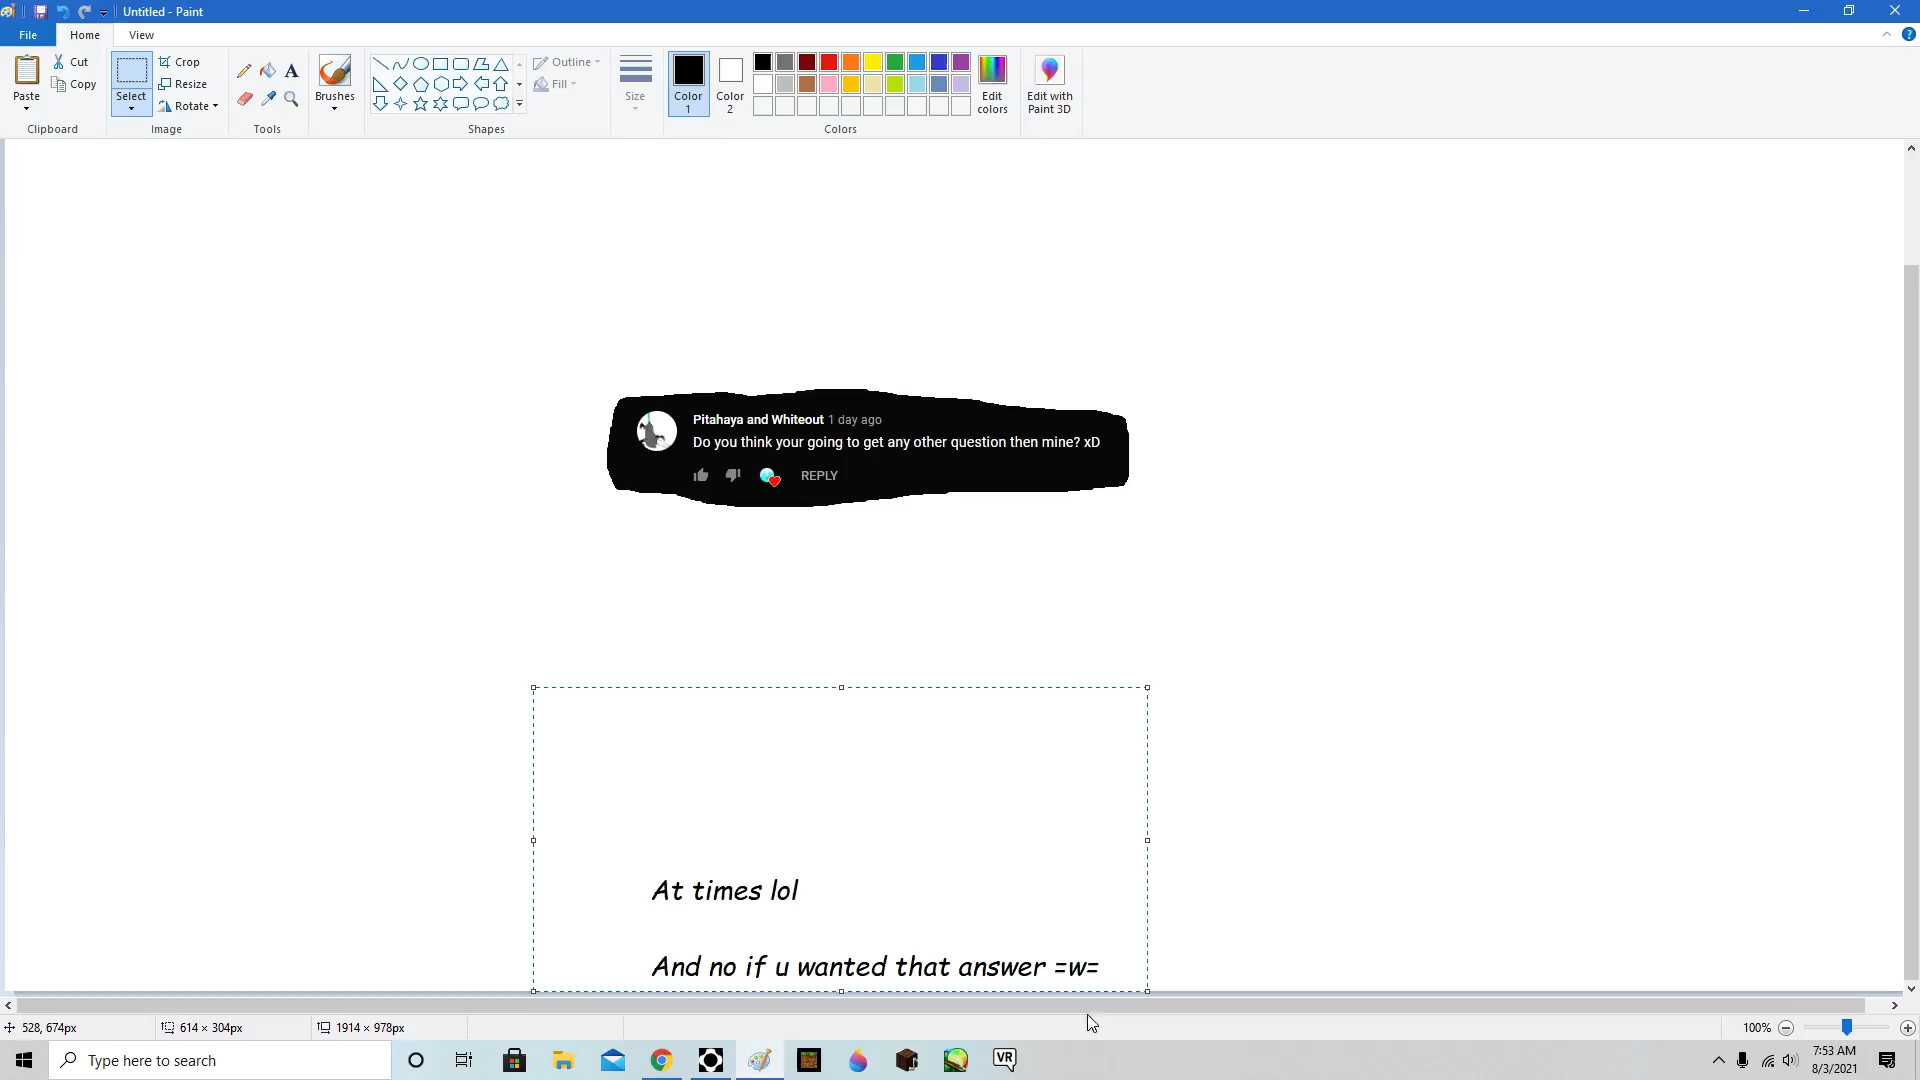 Untitled - Paint
File Home View
Paste
Cut
Copy
Clipboard
Select
Crop
Resize
Rotate
Image
Tools
Brushes
Shapes
Outline
Fill
Size
Color 1
Color 2
Colors
Edit colors
Edit with Paint 3D
Pitahaya and Whiteout 1 day ago
Do you think your going to get any other question then mine? xD
REPLY
At times lol
And no if u wanted that answer =w=
528, 674px 614 × 304px 1914 × 978px 100%
Type here to search
VR
7:53 AM
8/3/2021